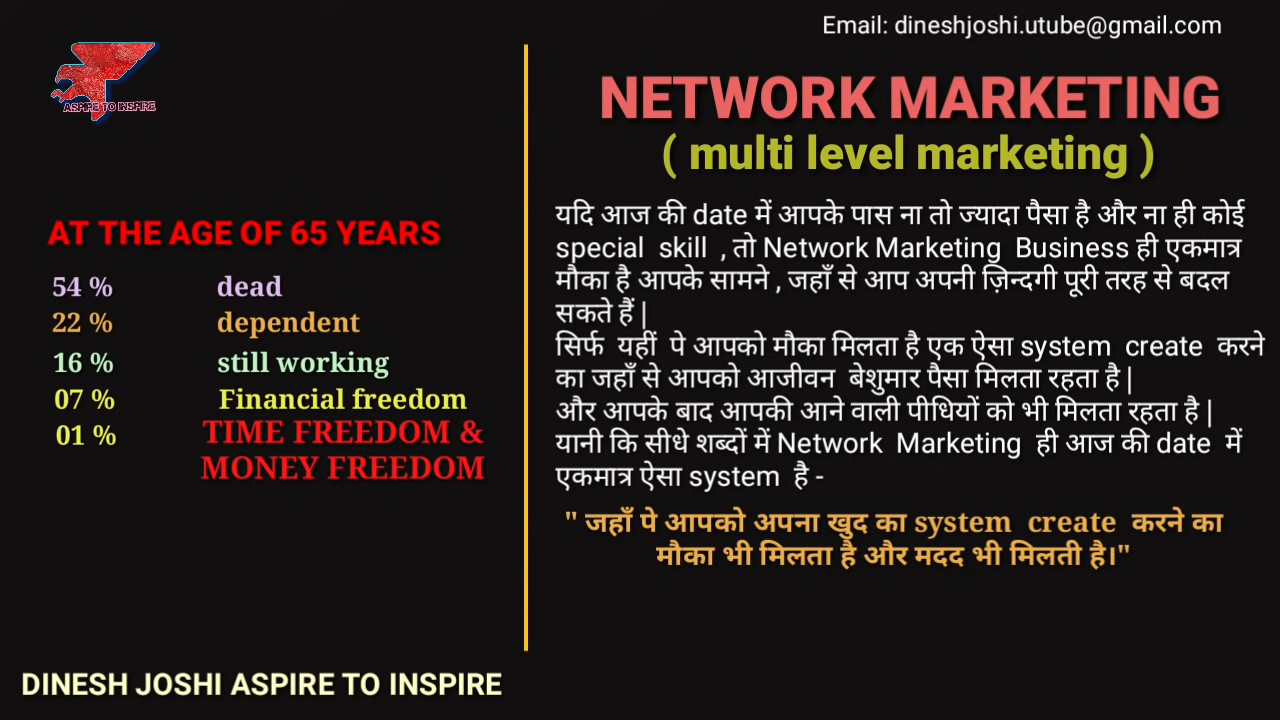 Email: dineshjoshi.utube@gmail.com
ASPIRE TO INSPIRE
NETWORK MARKETING
( multi level marketing )
AT THE AGE OF 65 YEARS
54 % dead
22 % dependent
16 % still working
07 % Financial freedom
01 % TIME FREEDOM &
MONEY FREEDOM
यदि आज की date में आपके पास ना तो ज्यादा पैसा है और ना ही कोई
special skill , तो Network Marketing Business ही एकमात्र
मौका है आपके सामने , जहाँ से आप अपनी ज़िन्दगी पूरी तरह से बदल
सकते हैं |
सिर्फ यहीं पे आपको मौका मिलता है एक ऐसा system create करने
का जहाँ से आपको आजीवन बेशुमार पैसा मिलता रहता है |
और आपके बाद आपकी आने वाली पीधियों को भी मिलता रहता है |
यानी कि सीधे शब्दों में Network Marketing ही आज की date में
एकमात्र ऐसा system है -
" जहाँ पे आपको अपना खुद का system create करने का
मौका भी मिलता है और मदद भी मिलती है।"
DINESH JOSHI ASPIRE TO INSPIRE